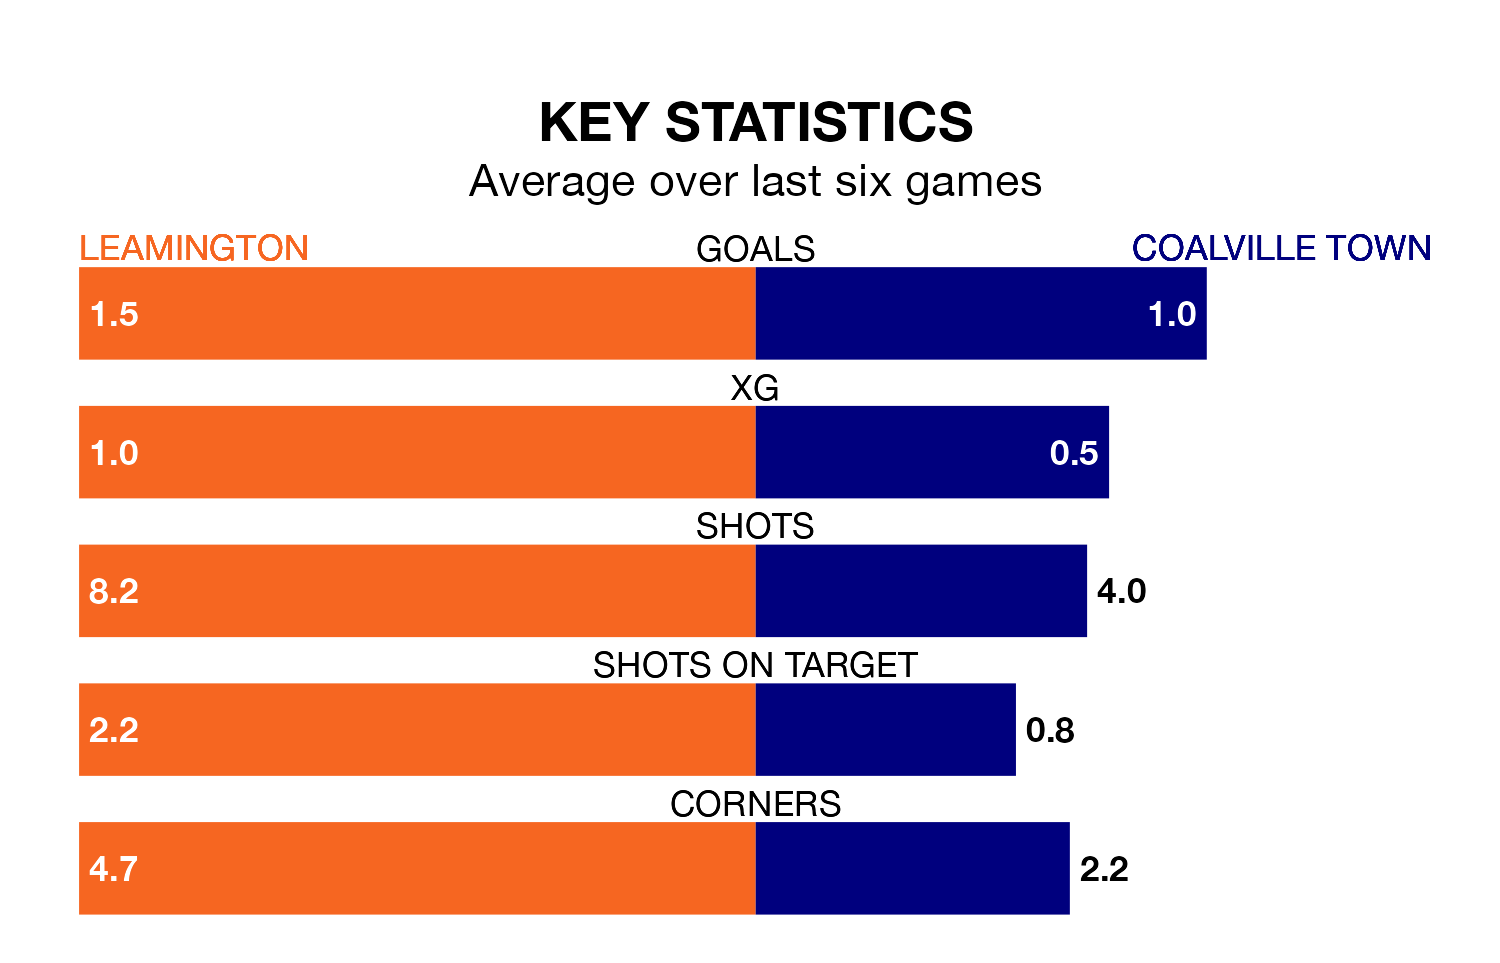 KEY STATISTICS
Average over last six games
LEAMINGTON GOALS COALVILLE TOWN
1.5 1.0
XG
1.0 0.5
SHOTS
8.2 4.0
SHOTS ON TARGET
2.2 0.8
CORNERS
4.7 2.2